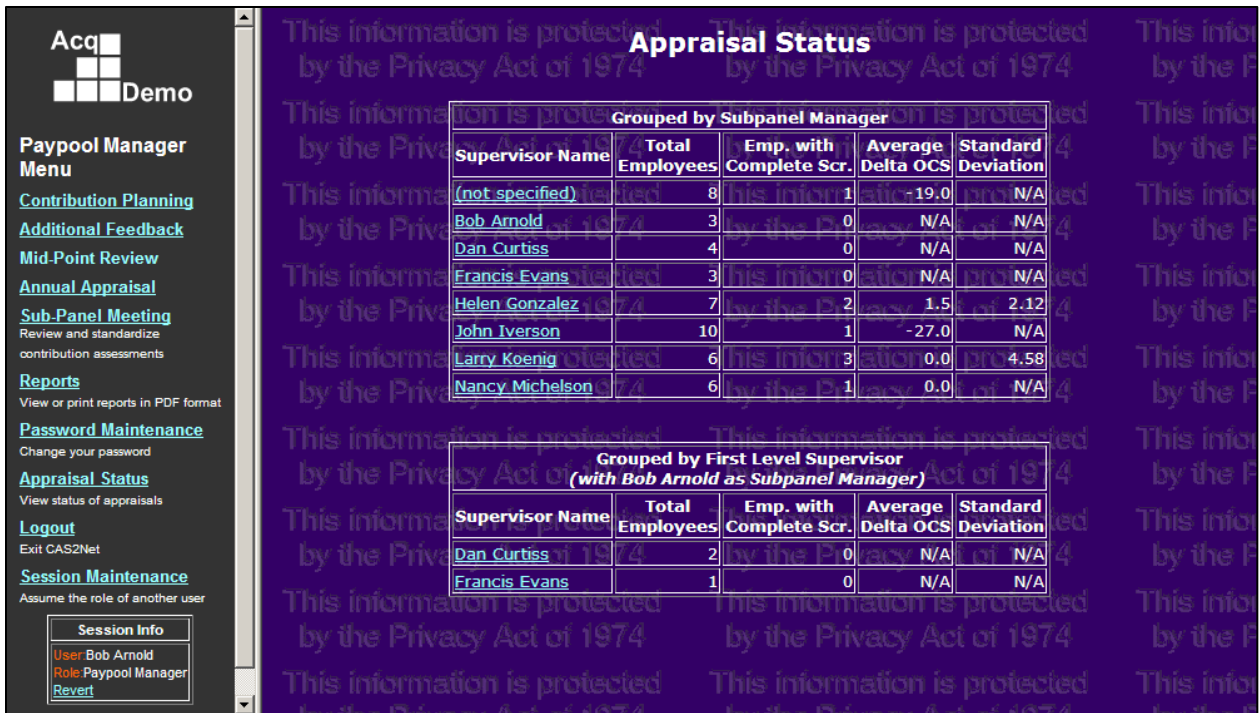 Acq
Demo
Paypool Manager
Menu
Contribution Planning
Additional Feedback
Mid-Point Review
Annual Appraisal
Sub-Panel Meeting
Review and standardize
contribution assessments
Reports
View or print reports in PDF format
Password Maintenance
Change your password
Appraisal Status
View status of appraisals
Logout
Exit CAS2Net
Session Maintenance
Assume the role of another user
Session Info
User:Bob Arnold
Role:Paypool Manager
Revert
Appraisal Status
Grouped by Subpanel Manager
Supervisor Name Total Employees Emp. with Complete Scr. Average Delta OCS Standard Deviation
(not specified) 8 1 -19.0 N/A
Bob Arnold 3 0 N/A N/A
Dan Curtiss 4 0 N/A N/A
Francis Evans 3 0 N/A N/A
Helen Gonzalez 7 2 1.5 2.12
John Iverson 10 1 -27.0 N/A
Larry Koenig 6 3 0.0 4.58
Nancy Michelson 6 1 0.0 N/A
Grouped by First Level Supervisor
(with Bob Arnold as Subpanel Manager)
Supervisor Name Total Employees Emp. with Complete Scr. Average Delta OCS Standard Deviation
Dan Curtiss 2 0 N/A N/A
Francis Evans 1 0 N/A N/A
This information is protected
by the Privacy Act of 1974